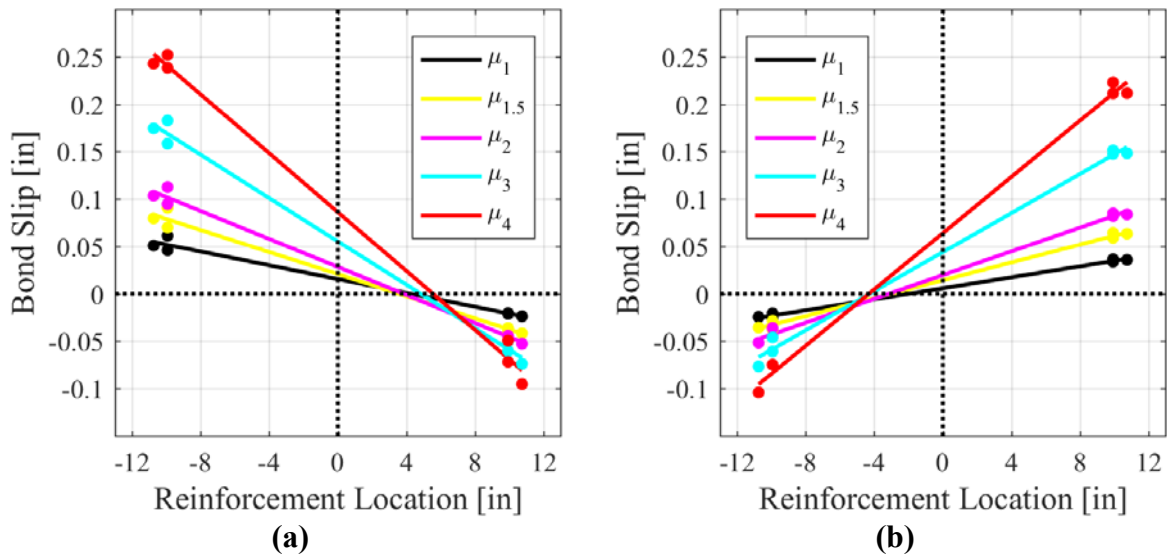 0.25
0.2
0.15
0.1
0.05
0
-0.05
-0.1
Bond Slip [in]
μ1
μ1.5
μ2
μ3
μ4
-12 -8 -4 0 4 8 12
Reinforcement Location [in]
(a)
0.25
0.2
0.15
0.1
0.05
0
-0.05
-0.1
Bond Slip [in]
μ1
μ1.5
μ2
μ3
μ4
-12 -8 -4 0 4 8 12
Reinforcement Location [in]
(b)